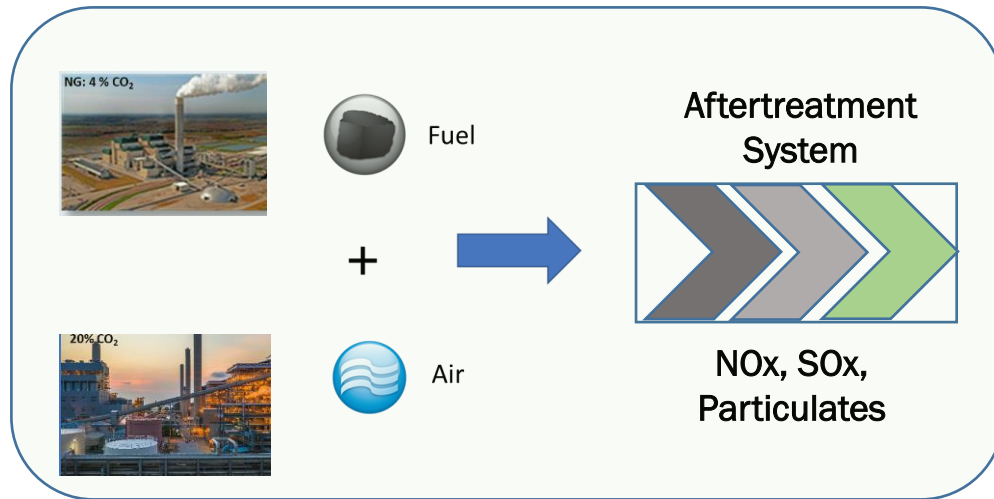 NG: 4 % CO₂
Fuel
+
20% CO₂
Air
Aftertreatment
System
NOx, SOx,
Particulates